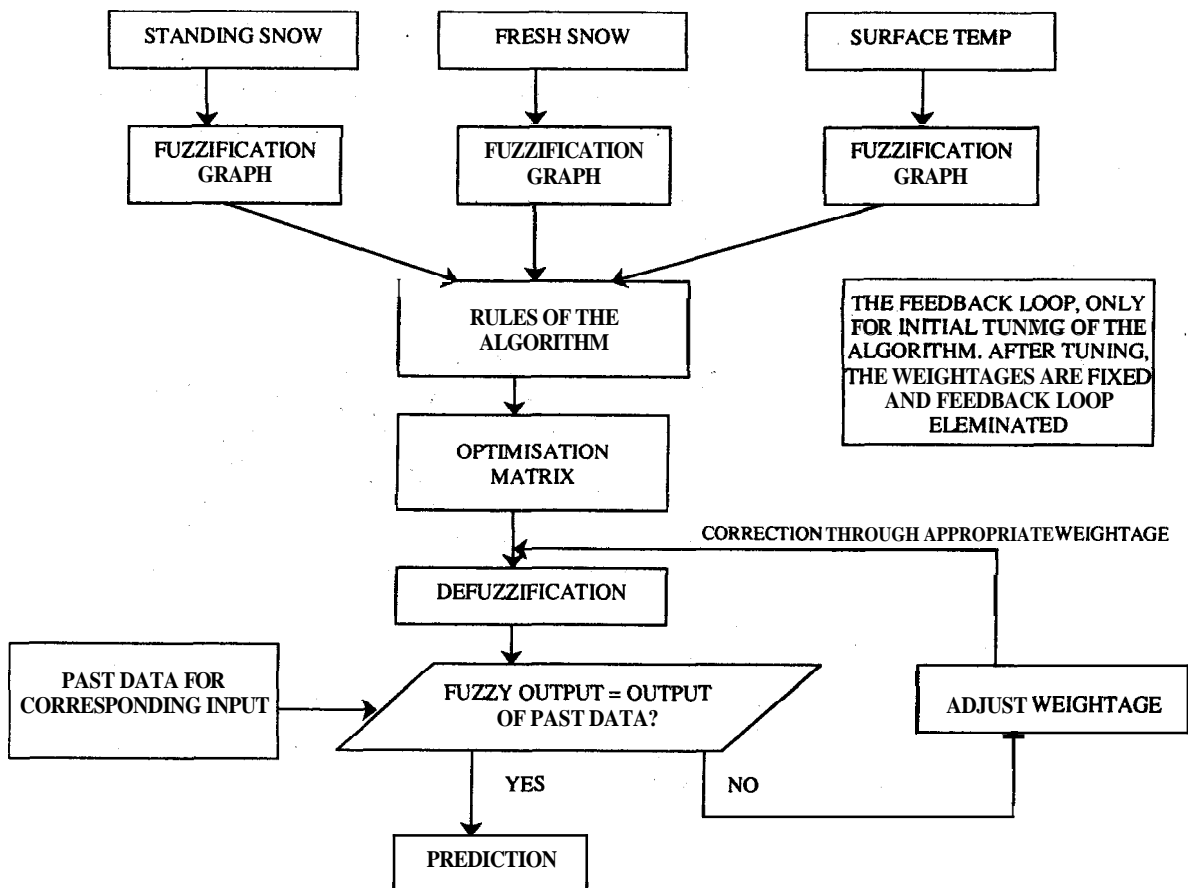 STANDING SNOW
FRESH SNOW
SURFACE TEMP
FUZZIFICATION
GRAPH
FUZZIFICATION
GRAPH
FUZZIFICATION
GRAPH
RULES OF THE
ALGORITHM
THE FEEDBACK LOOP, ONLY
FOR INITIAL TUNMG OF THE
ALGORITHM. AFTER TUNING,
THE WEIGHTAGES ARE FIXED
AND FEEDBACK LOOP
ELEMINATED
OPTIMISATION
MATRIX
CORRECTION THROUGH APPROPRIATE WEIGHTAGE
DEFUZZIFICATION
PAST DATA FOR
CORRESPONDING INPUT
FUZZY OUTPUT = OUTPUT
OF PAST DATA?
ADJUST WEIGHTAGE
YES
NO
PREDICTION